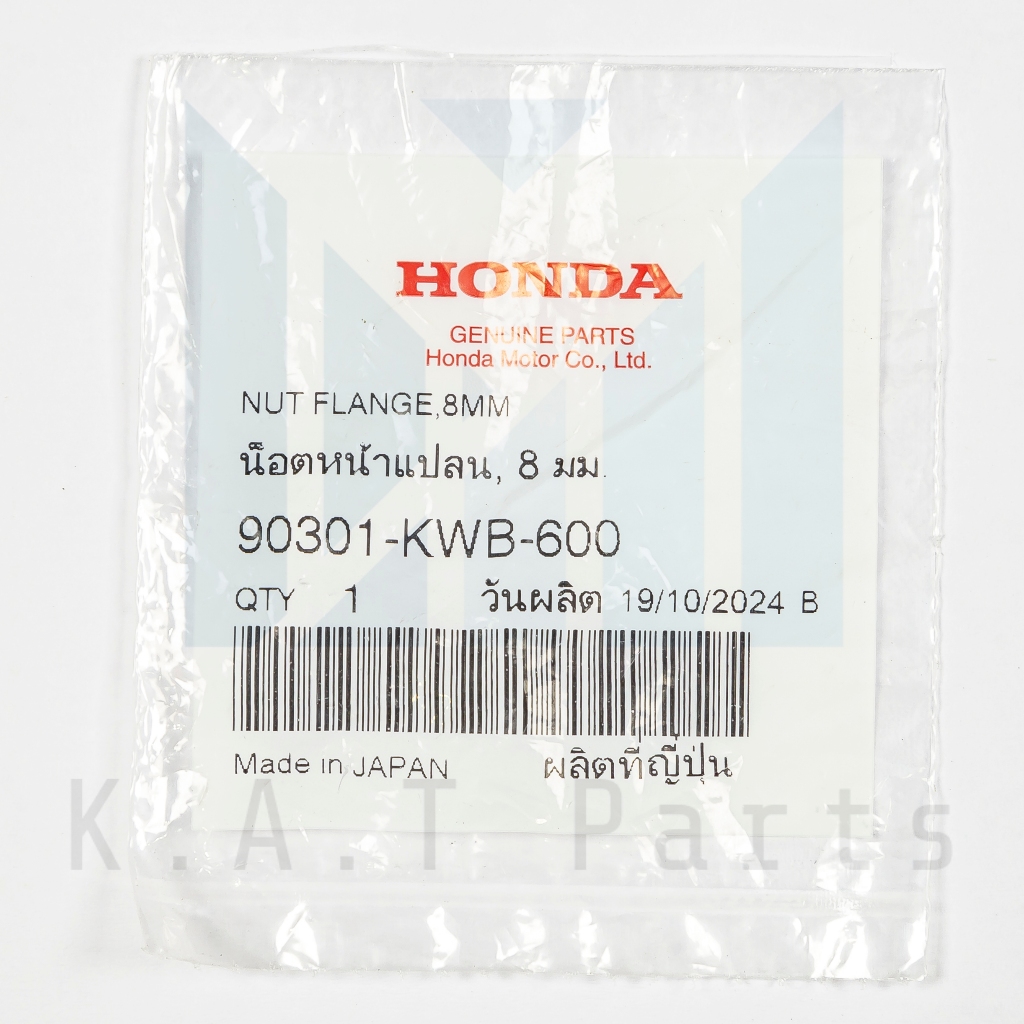 HONDA
GENUINE PARTS
Honda Motor Co., Ltd.
NUT FLANGE,8MM
น็อตหน้าแปลน, 8 มม.
90301-KWB-600
QTY 1 วันผลิต 19/10/2024 B
Made in JAPAN ผลิตที่ญี่ปุ่น
K.A.T Parts